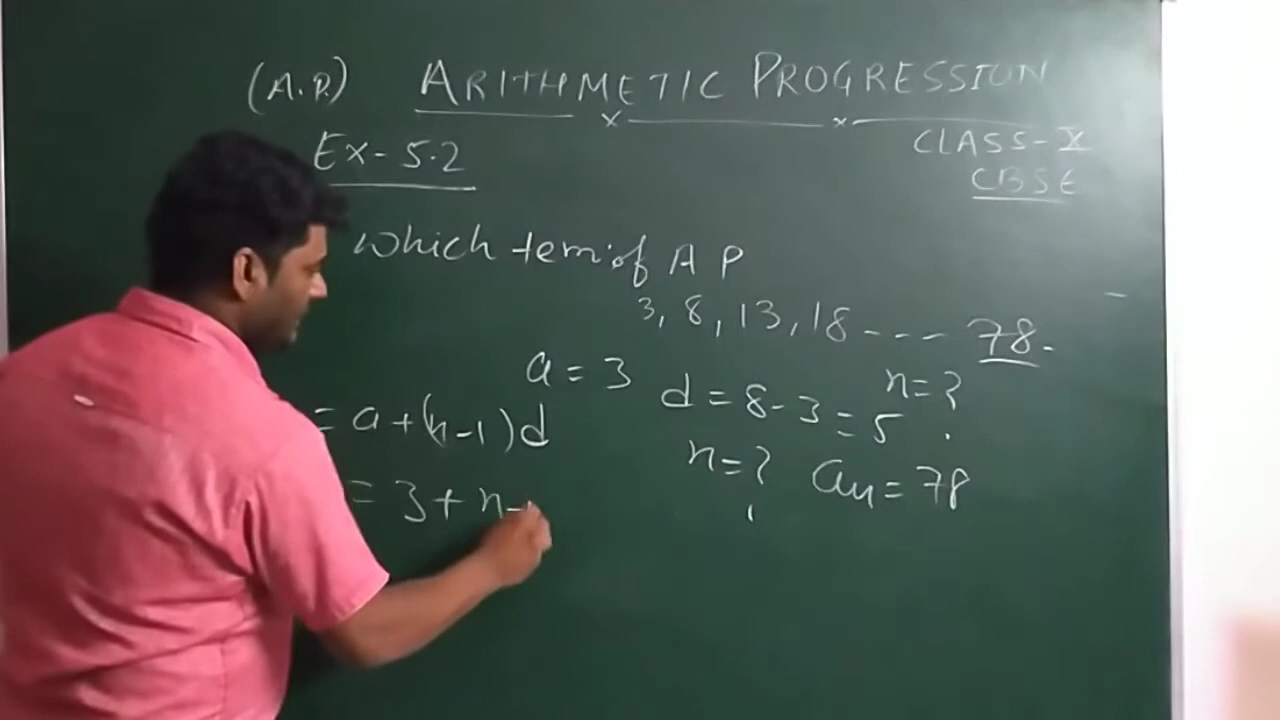 (A.P.) ARITHMETIC PROGRESSION
Ex-5.2
CLASS-X
CBSE
Which tem of A P
3, 8, 13, 18 ---- 78.
a = 3 d = 8-3 = 5 n=?
= a+(n-1)d
n=? an = 78
= 3+ n-